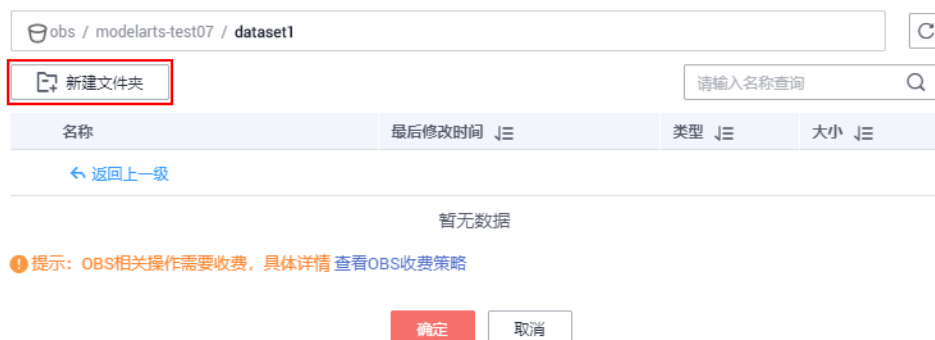 obs / modelarts-test07 / dataset1
新建文件夹
请输入名称查询
名称 最后修改时间 类型 大小
返回上一级
暂无数据
提示：OBS相关操作需要收费，具体详情 查看OBS收费策略
确定 取消